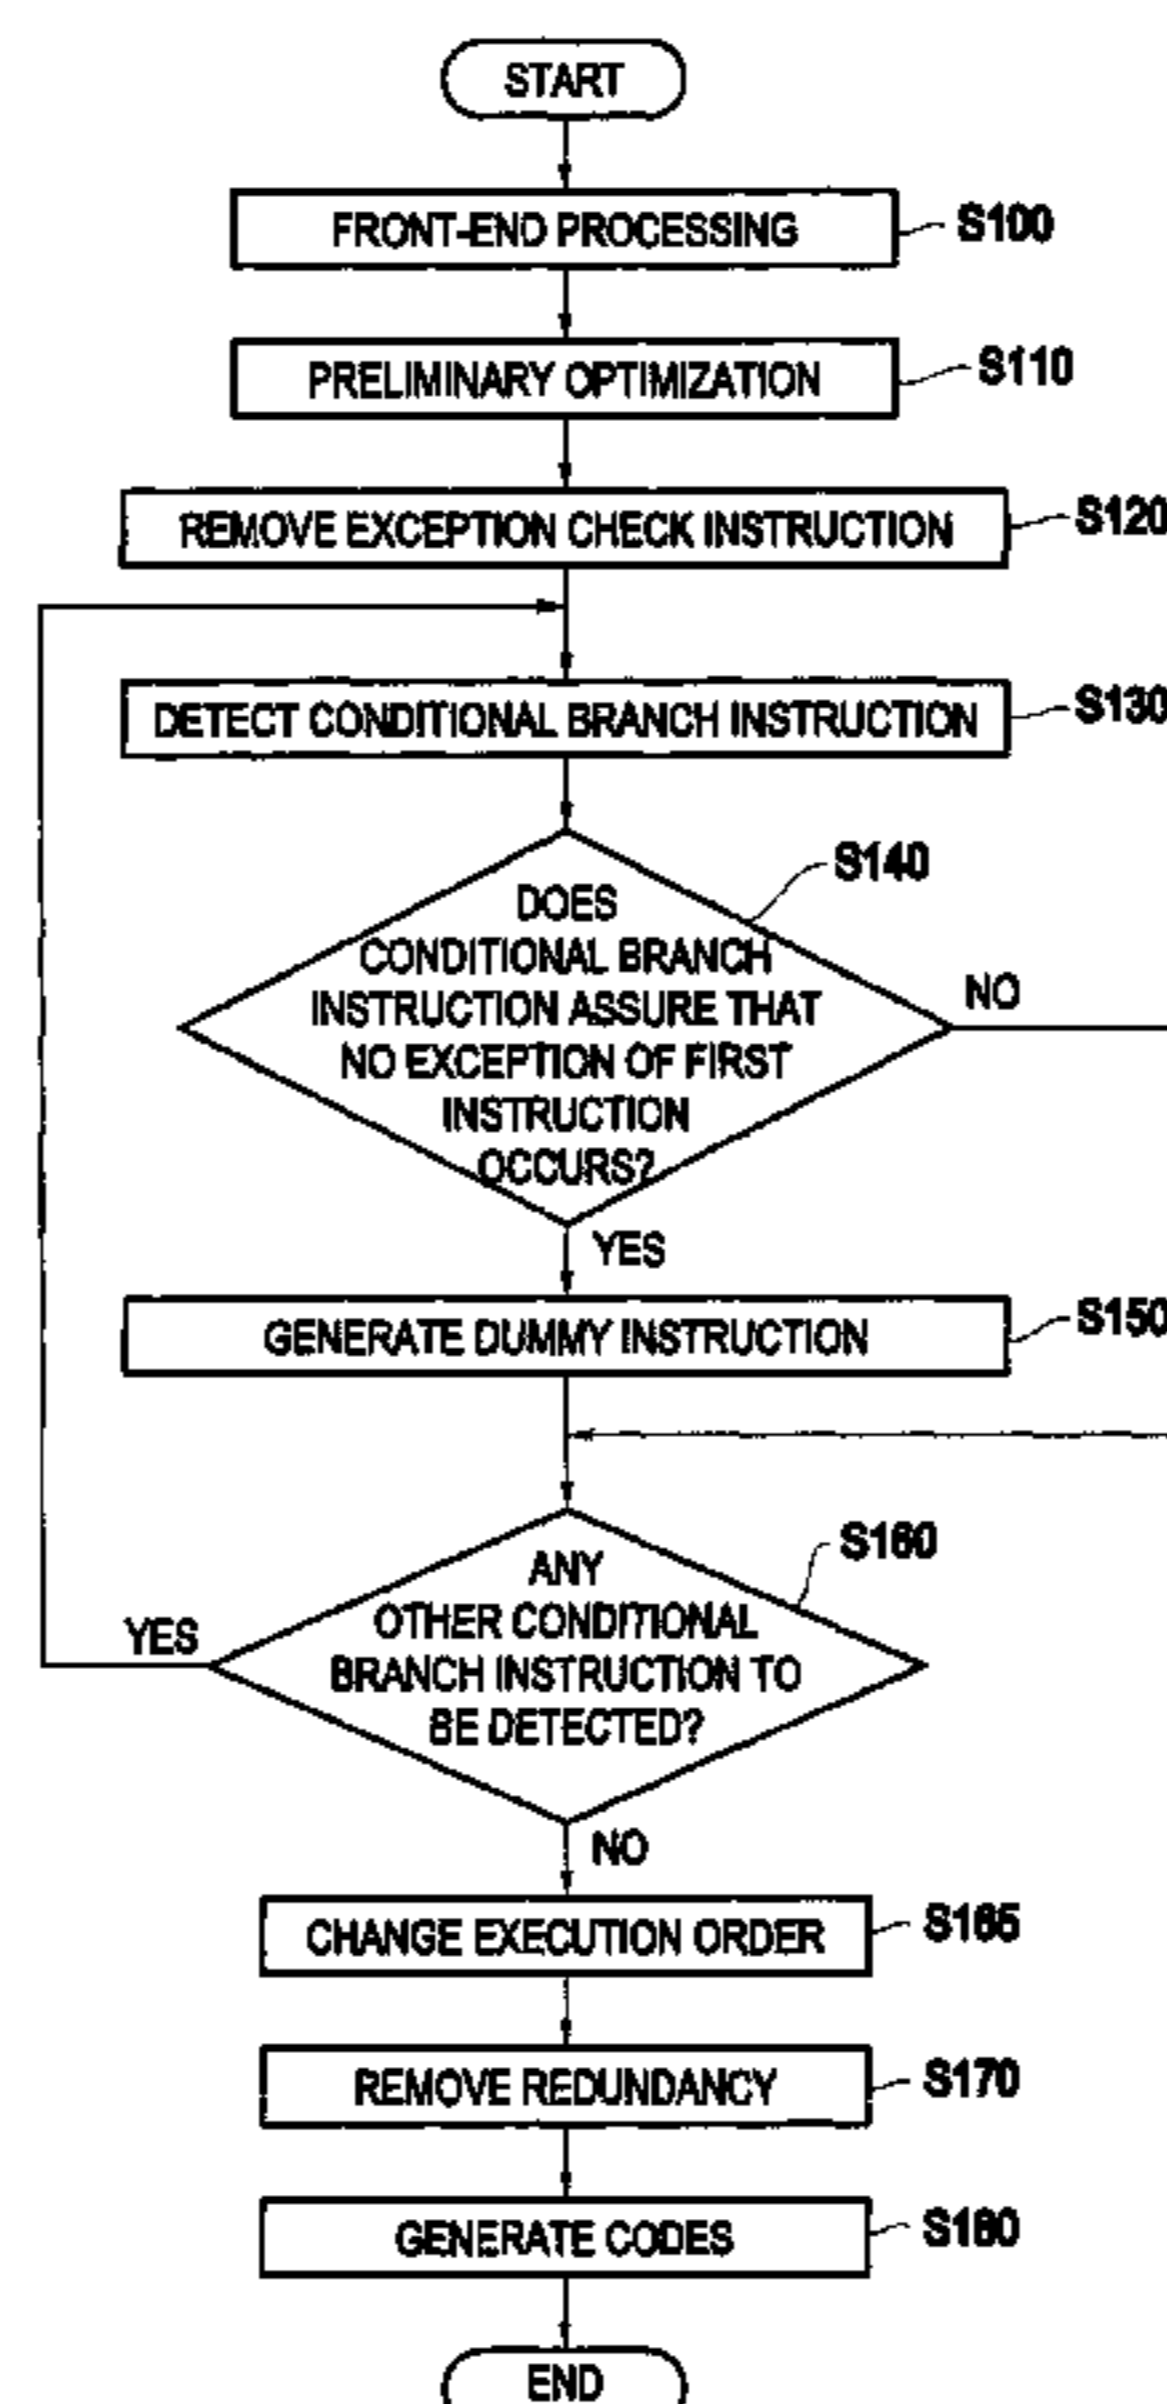 START
FRONT-END PROCESSING
S100
PRELIMINARY OPTIMIZATION
S110
REMOVE EXCEPTION CHECK INSTRUCTION
S120
DETECT CONDITIONAL BRANCH INSTRUCTION
S130
S140
DOES
CONDITIONAL BRANCH
INSTRUCTION ASSURE THAT
NO EXCEPTION OF FIRST
INSTRUCTION
OCCURS?
NO
YES
GENERATE DUMMY INSTRUCTION
S150
S160
ANY
OTHER CONDITIONAL
BRANCH INSTRUCTION TO
BE DETECTED?
YES
NO
CHANGE EXECUTION ORDER
S165
REMOVE REDUNDANCY
S170
GENERATE CODES
S180
END